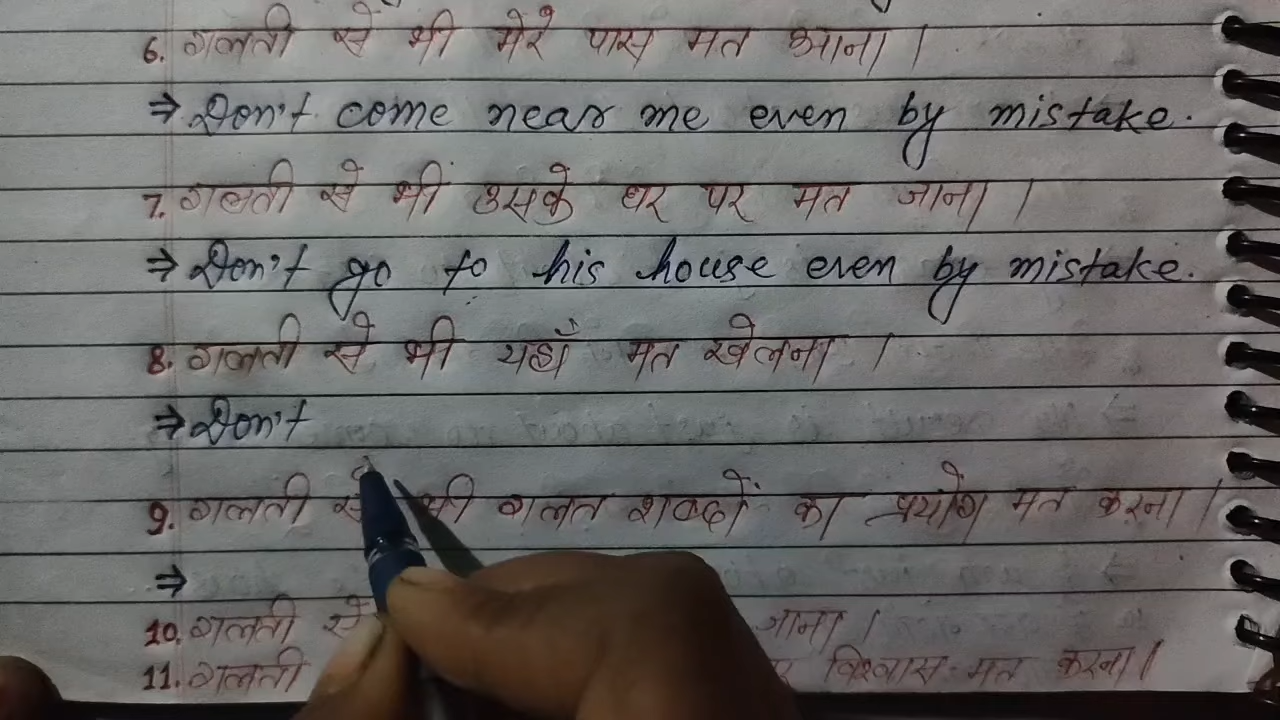 6. गलती से भी मेरे पास मत आना।
⇒ Don't come near me even by mistake.
7. गलती से भी उसके घर पर मत जाना।
⇒ Don't go to his house even by mistake.
8. गलती से भी यहाँ मत खेलना।
⇒ Don't
9. गलती से भी गलत शब्दों का प्रयोग मत करना।
⇒
10. गलती से जाना।
11. गलती विश्वास मत करना।